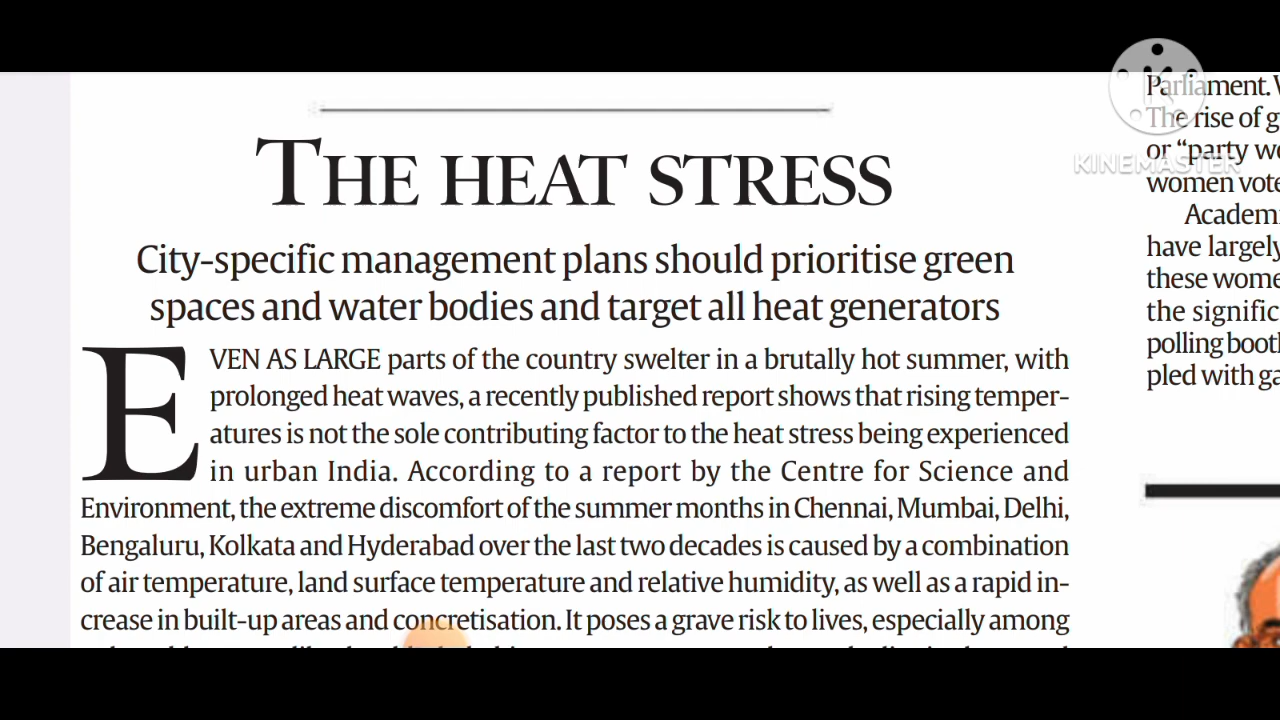 THE HEAT STRESS
City-specific management plans should prioritise green
spaces and water bodies and target all heat generators
EVEN AS LARGE parts of the country swelter in a brutally hot summer, with
prolonged heat waves, a recently published report shows that rising temper-
atures is not the sole contributing factor to the heat stress being experienced
in urban India. According to a report by the Centre for Science and
Environment, the extreme discomfort of the summer months in Chennai, Mumbai, Delhi,
Bengaluru, Kolkata and Hyderabad over the last two decades is caused by a combination
of air temperature, land surface temperature and relative humidity, as well as a rapid in-
crease in built-up areas and concretisation. It poses a grave risk to lives, especially among
Parliament. W
The rise of g
or “party wo
women vote
Academi
have largely
these wome
the signific
polling booth
pled with ga
K
KINEMASTER